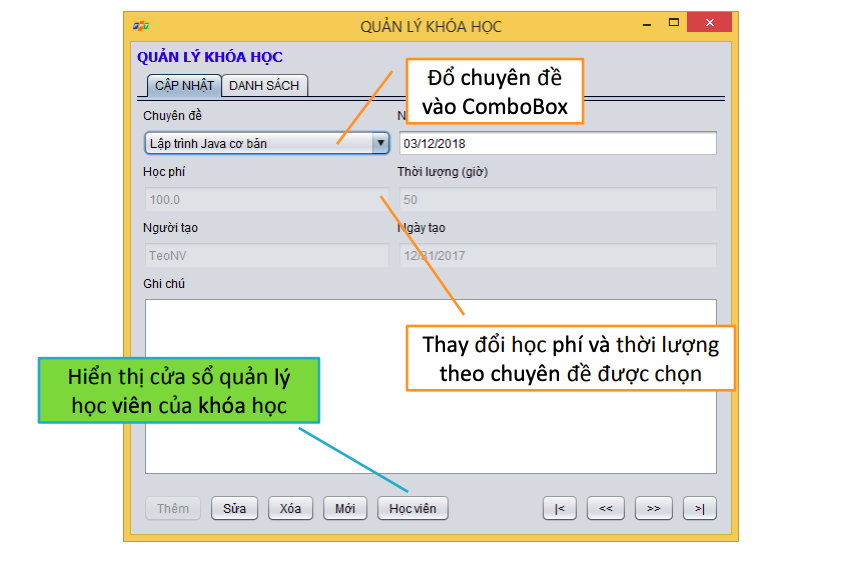 QUẢN LÝ KHÓA HỌC
QUẢN LÝ KHÓA HỌC
CẬP NHẬT DANH SÁCH
Đổ chuyên đề
vào ComboBox
Chuyên đề
Lập trình Java cơ bản 03/12/2018
Học phí Thời lượng (giờ)
100.0 50
Người tạo Ngày tạo
TeoNV 12/31/2017
Ghi chú
Thay đổi học phí và thời lượng
theo chuyên đề được chọn
Hiển thị cửa sổ quản lý
học viên của khóa học
Thêm Sửa Xóa Mới Học viên |< << >> >|